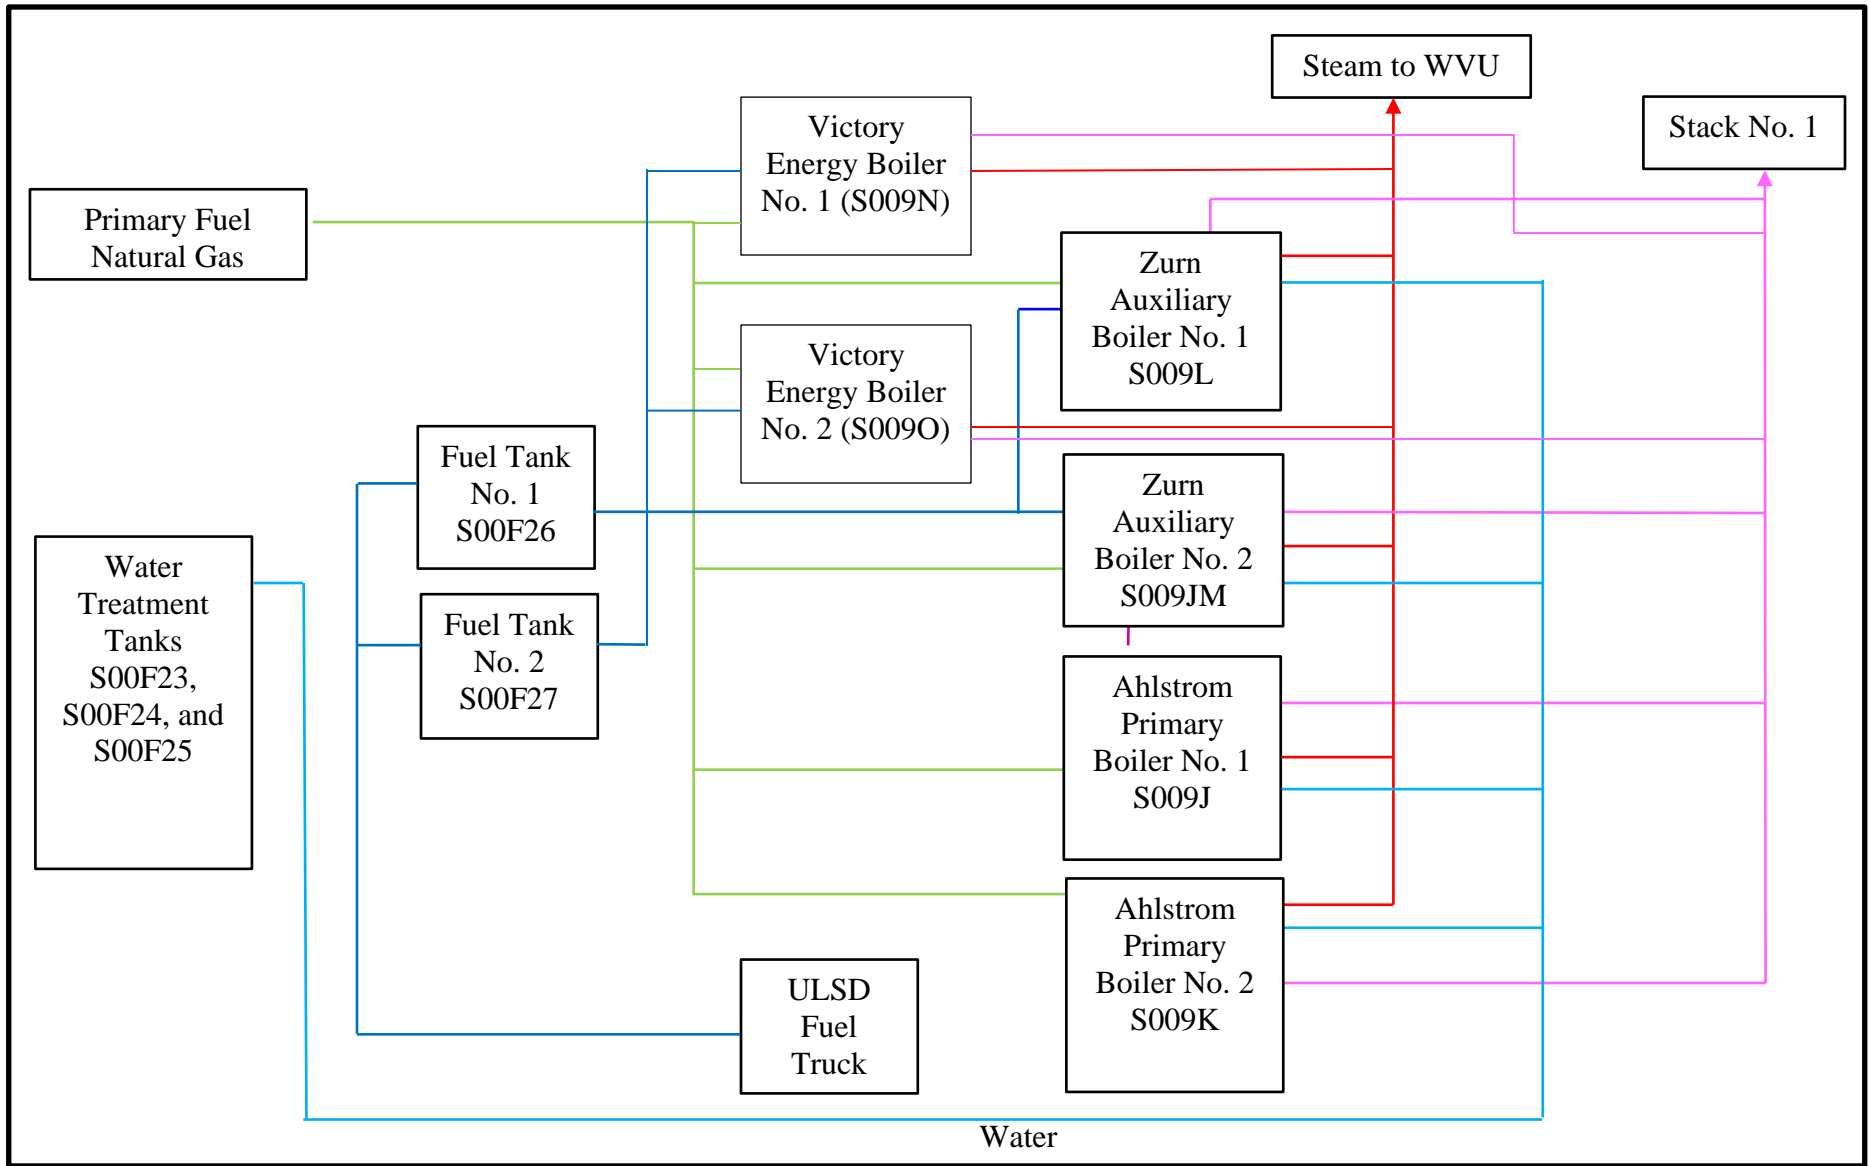 Steam to WVU
Stack No. 1
Victory
Energy Boiler
No. 1 (S009N)
Primary Fuel
Natural Gas
Zurn
Auxiliary
Boiler No. 1
S009L
Victory
Energy Boiler
No. 2 (S009O)
Fuel Tank
No. 1
S00F26
Zurn
Auxiliary
Boiler No. 2
S009JM
Water
Treatment
Tanks
S00F23,
S00F24, and
S00F25
Fuel Tank
No. 2
S00F27
Ahlstrom
Primary
Boiler No. 1
S009J
Ahlstrom
Primary
Boiler No. 2
S009K
ULSD
Fuel
Truck
Water